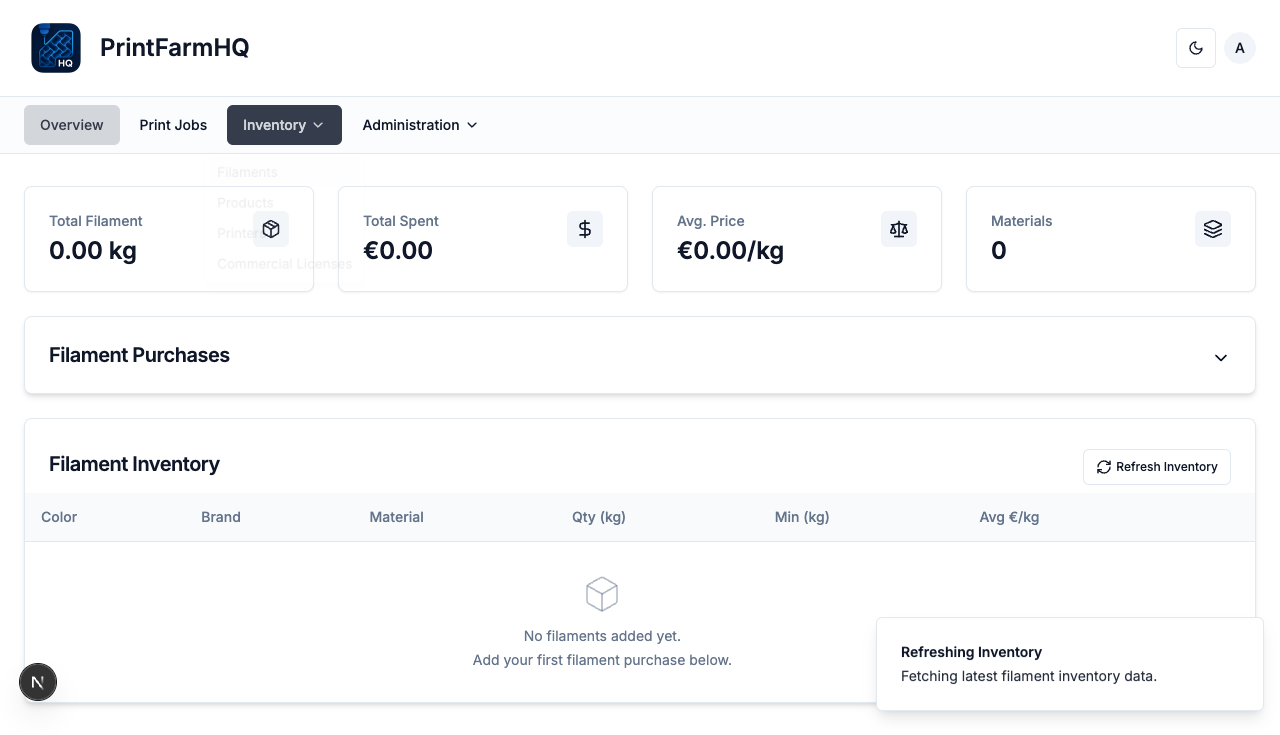 HQ
PrintFarmHQ
A
Overview
Print Jobs
Inventory
Administration
Filaments
Products
Printers
Commercial Licenses
Total Filament
0.00 kg
Total Spent
€0.00
Avg. Price
€0.00/kg
Materials
0
Filament Purchases
Filament Inventory
Refresh Inventory
Color Brand Material Qty (kg) Min (kg) Avg €/kg
No filaments added yet.
Add your first filament purchase below.
Refreshing Inventory
Fetching latest filament inventory data.
N